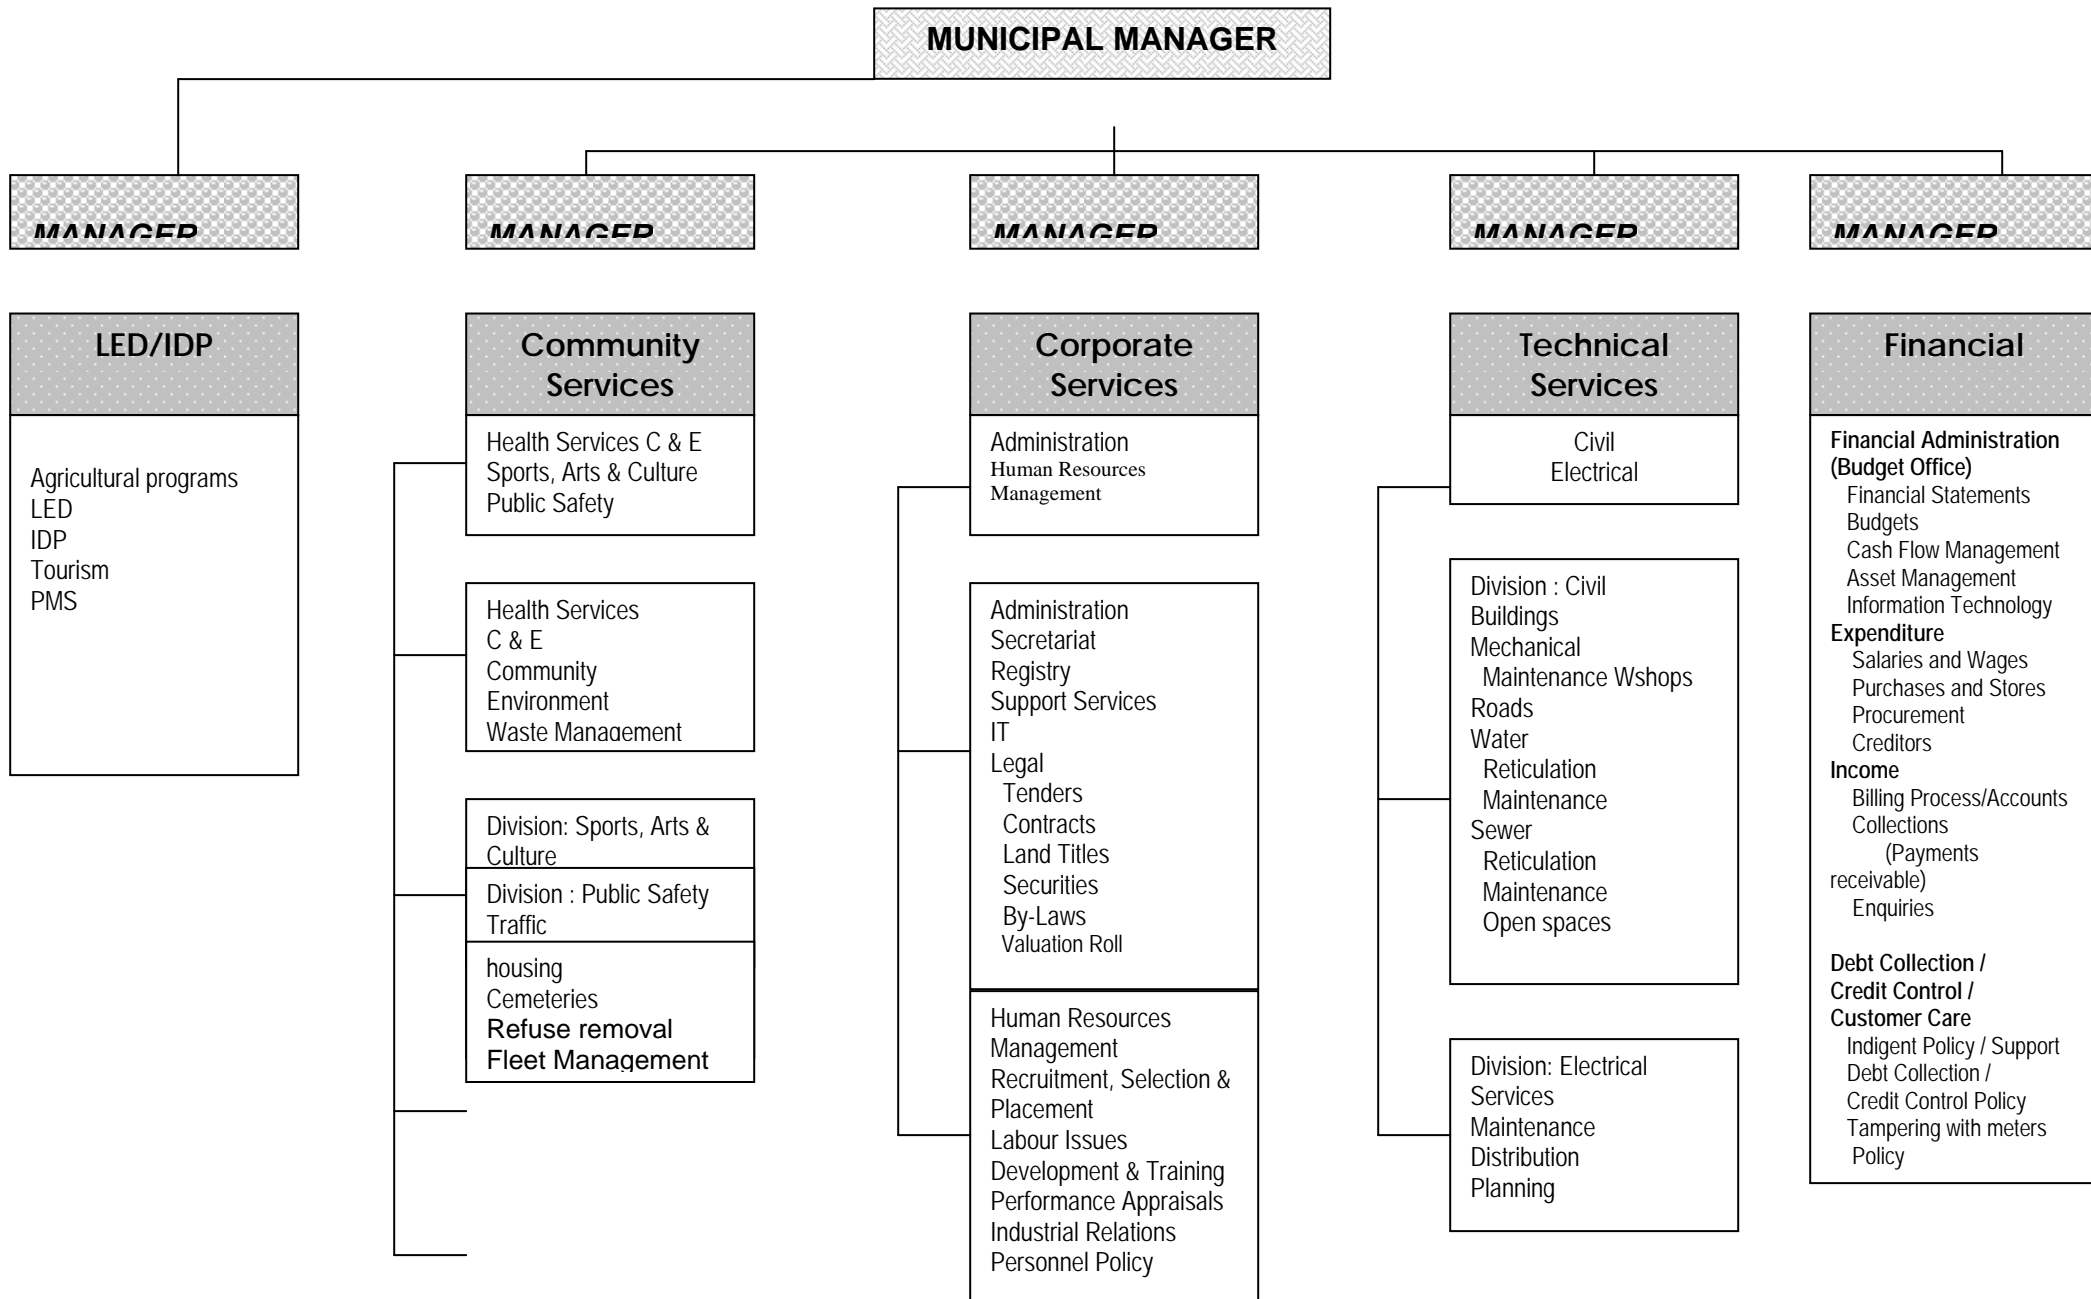 MUNICIPAL MANAGER
MANAGER
MANAGER
MANAGER
MANAGER
MANAGER
LED/IDP
Agricultural programs
LED
IDP
Tourism
PMS
Community
Services
Health Services C & E
Sports, Arts & Culture
Public Safety
Health Services
C & E
Community
Environment
Waste Management
Division: Sports, Arts &
Culture
Division : Public Safety
Traffic
housing
Cemeteries
Refuse removal
Fleet Management
Corporate
Services
Administration
Human Resources
Management
Administration
Secretariat
Registry
Support Services
IT
Legal
Tenders
Contracts
Land Titles
Securities
By-Laws
Valuation Roll
Human Resources
Management
Recruitment, Selection &
Placement
Labour Issues
Development & Training
Performance Appraisals
Industrial Relations
Personnel Policy
Technical
Services
Civil
Electrical
Division : Civil
Buildings
Mechanical
Maintenance Wshops
Roads
Water
Reticulation
Maintenance
Sewer
Reticulation
Maintenance
Open spaces
Division: Electrical
Services
Maintenance
Distribution
Planning
Financial
Financial Administration
(Budget Office)
Financial Statements
Budgets
Cash Flow Management
Asset Management
Information Technology
Expenditure
Salaries and Wages
Purchases and Stores
Procurement
Creditors
Income
Billing Process/Accounts
Collections
(Payments
receivable)
Enquiries
Debt Collection /
Credit Control /
Customer Care
Indigent Policy / Support
Debt Collection /
Credit Control Policy
Tampering with meters
Policy